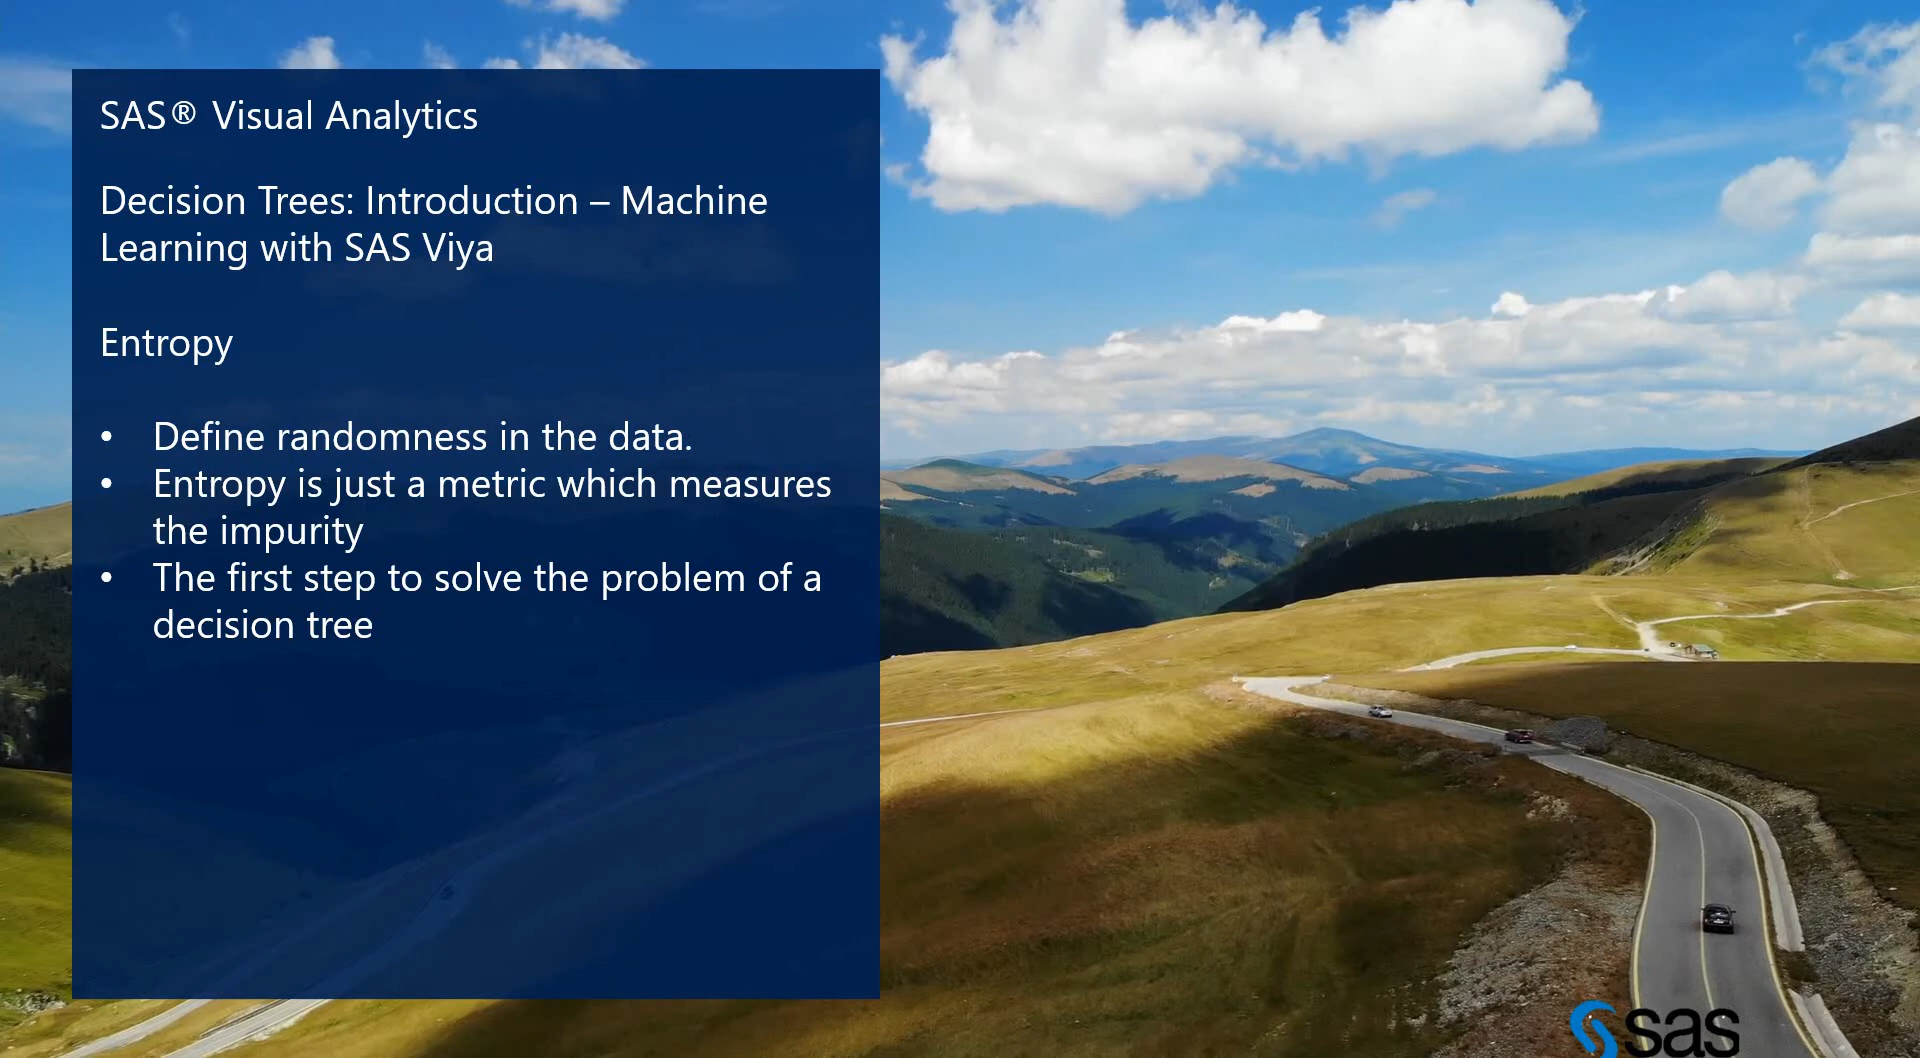 SAS® Visual Analytics
Decision Trees: Introduction – Machine
Learning with SAS Viya
Entropy
• Define randomness in the data.
• Entropy is just a metric which measures
the impurity
• The first step to solve the problem of a
decision tree
sas